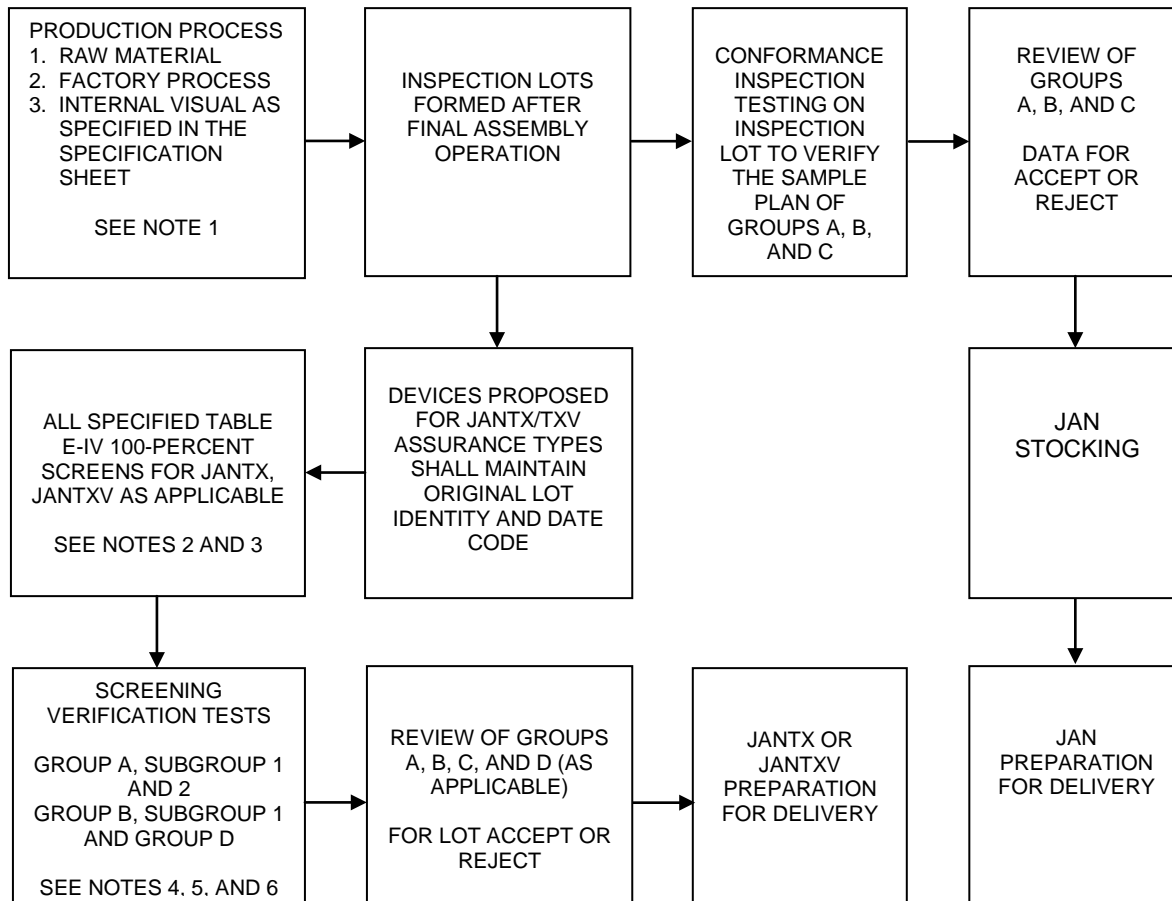 PRODUCTION PROCESS
1. RAW MATERIAL
2. FACTORY PROCESS
3. INTERNAL VISUAL AS
SPECIFIED IN THE
SPECIFICATION
SHEET
SEE NOTE 1
INSPECTION LOTS
FORMED AFTER
FINAL ASSEMBLY
OPERATION
CONFORMANCE
INSPECTION
TESTING ON
INSPECTION
LOT TO VERIFY
THE SAMPLE
PLAN OF
GROUPS A, B,
AND C
REVIEW OF
GROUPS
A, B, AND C
DATA FOR
ACCEPT OR
REJECT
ALL SPECIFIED TABLE
E-IV 100-PERCENT
SCREENS FOR JANTX,
JANTXV AS APPLICABLE
SEE NOTES 2 AND 3
DEVICES PROPOSED
FOR JANTX/TXV
ASSURANCE TYPES
SHALL MAINTAIN
ORIGINAL LOT
IDENTITY AND DATE
CODE
JAN
STOCKING
SCREENING
VERIFICATION TESTS
GROUP A, SUBGROUP 1
AND 2
GROUP B, SUBGROUP 1
AND GROUP D
SEE NOTES 4, 5, AND 6
REVIEW OF GROUPS
A, B, C, AND D (AS
APPLICABLE)
FOR LOT ACCEPT OR
REJECT
JANTX OR
JANTXV
PREPARATION
FOR DELIVERY
JAN
PREPARATION
FOR DELIVERY